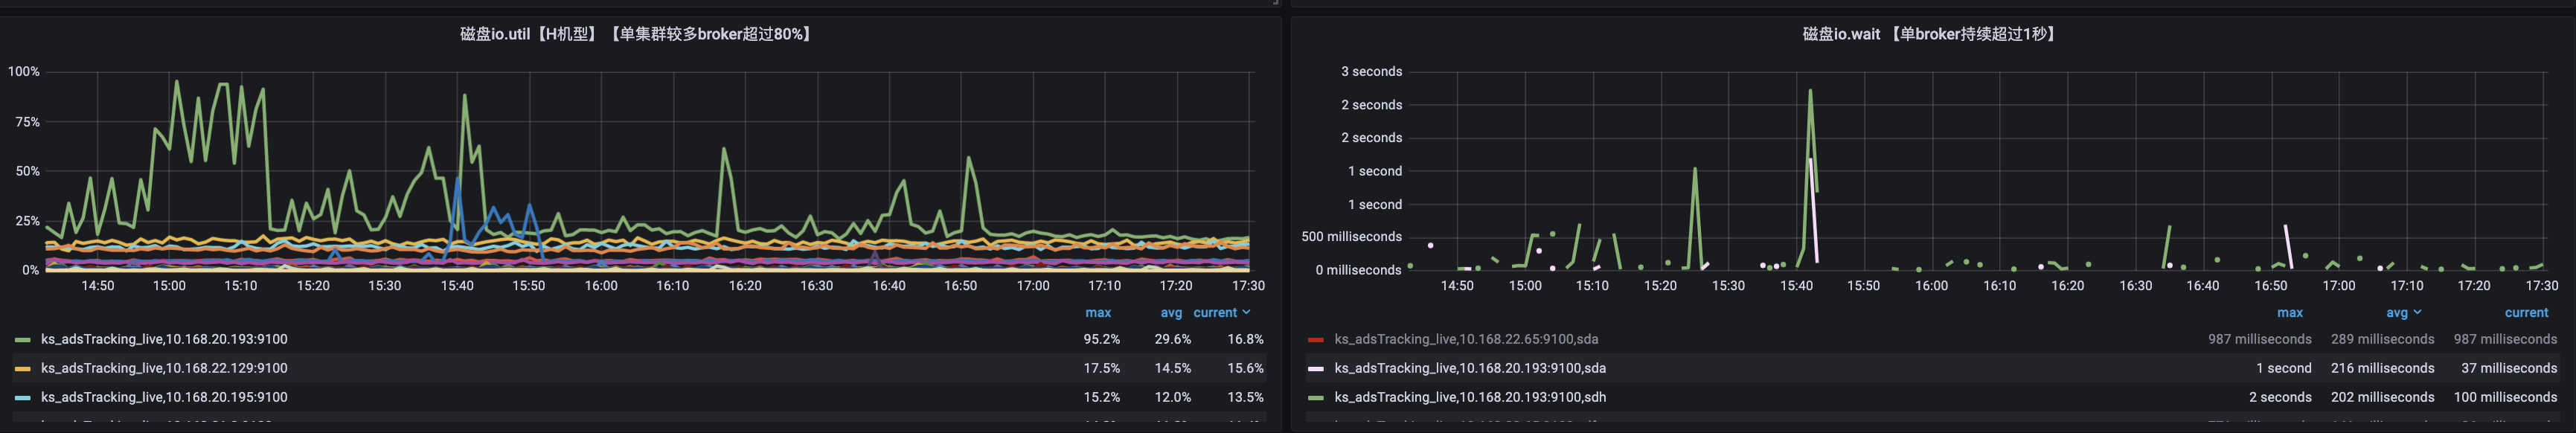 磁盘io.util【H机型】【单集群较多broker超过80%】
100%
75%
50%
25%
0%
14:50 15:00 15:10 15:20 15:30 15:40 15:50 16:00 16:10 16:20 16:30 16:40 16:50 17:00 17:10 17:20 17:30
max avg current
ks_adsTracking_live,10.168.20.193:9100 95.2% 29.6% 16.8%
ks_adsTracking_live,10.168.22.129:9100 17.5% 14.5% 15.6%
ks_adsTracking_live,10.168.20.195:9100 15.2% 12.0% 13.5%
磁盘io.wait 【单broker持续超过1秒】
3 seconds
2 seconds
2 seconds
1 second
1 second
500 milliseconds
0 milliseconds
14:50 15:00 15:10 15:20 15:30 15:40 15:50 16:00 16:10 16:20 16:30 16:40 16:50 17:00 17:10 17:20 17:30
max avg current
ks_adsTracking_live,10.168.22.65:9100,sda 987 milliseconds 289 milliseconds 987 milliseconds
ks_adsTracking_live,10.168.20.193:9100,sda 1 second 216 milliseconds 37 milliseconds
ks_adsTracking_live,10.168.20.193:9100,sdh 2 seconds 202 milliseconds 100 milliseconds